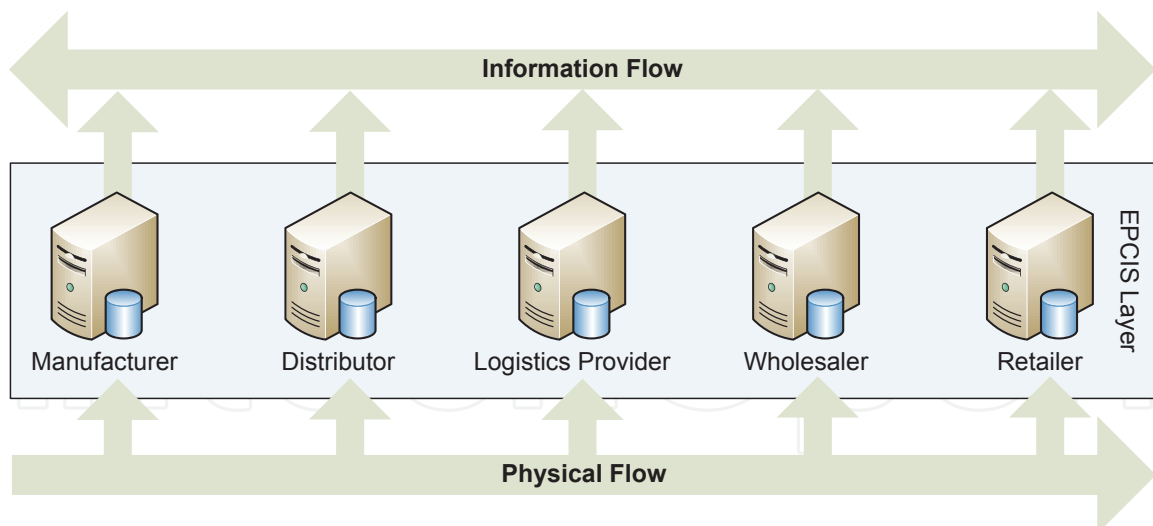 Information Flow
Manufacturer
Distributor
Logistics Provider
Wholesaler
Retailer
EPCIS Layer
Physical Flow